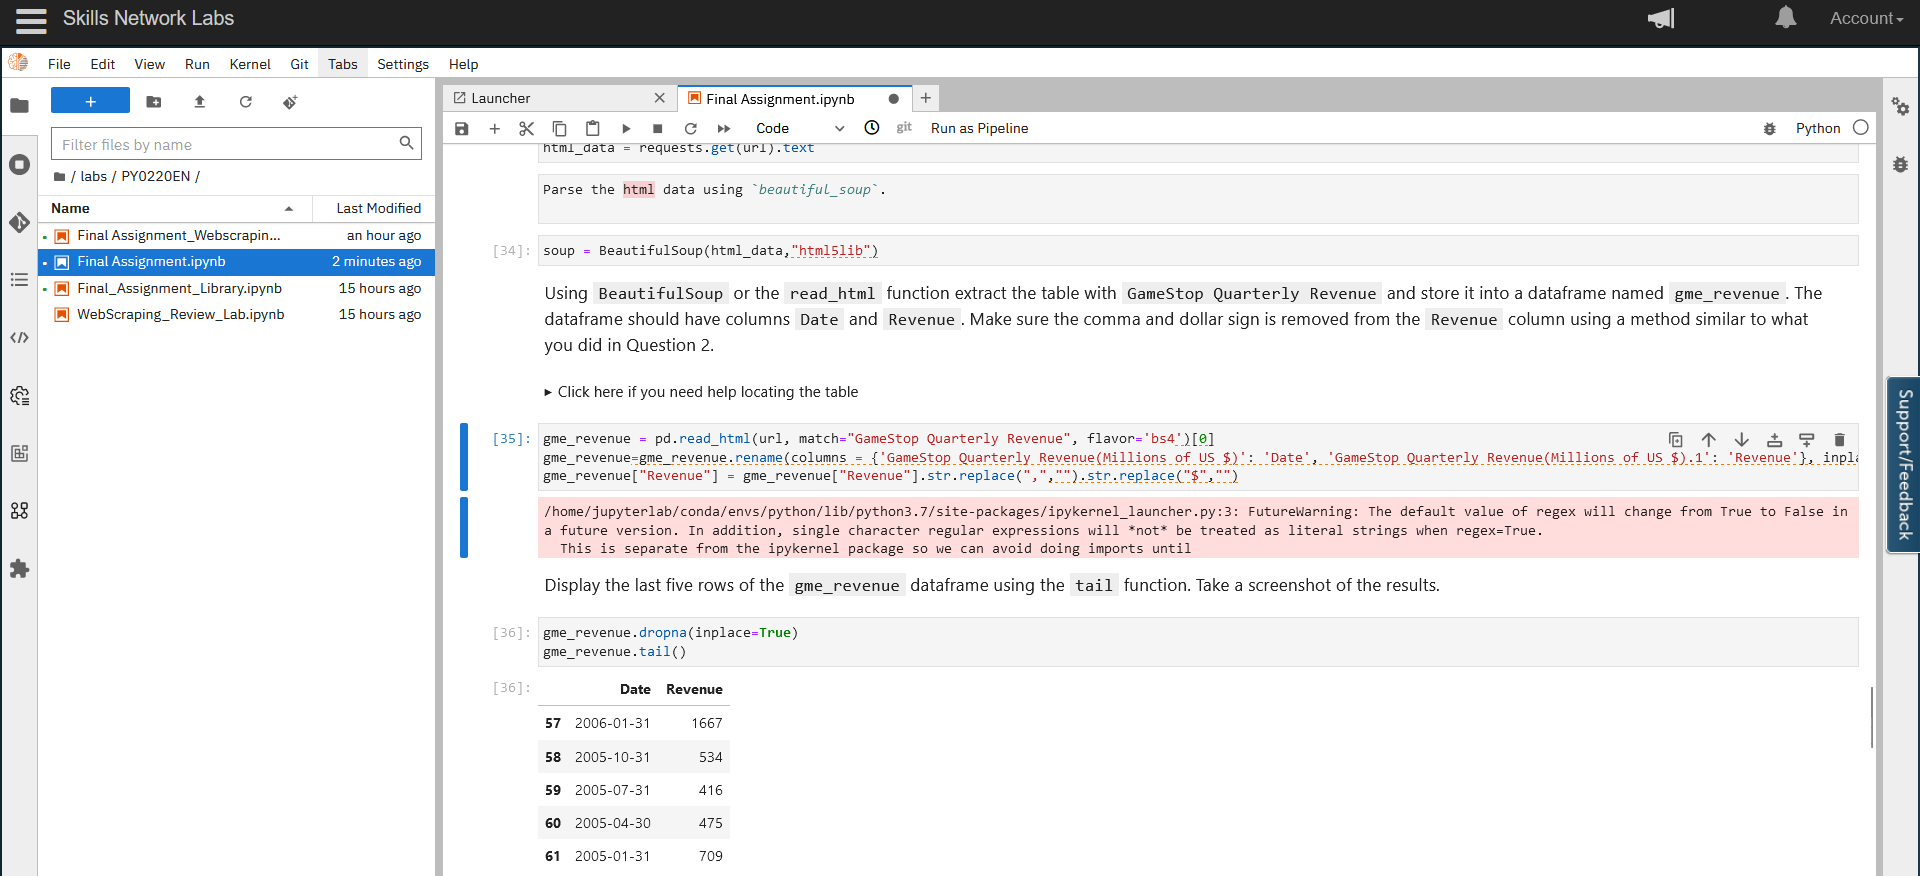 Skills Network Labs
Account
File Edit View Run Kernel Git Tabs Settings Help
+
Filter files by name
/ labs / PY0220EN /
Name Last Modified
Final Assignment_Webscrapin... an hour ago
Final Assignment.ipynb 2 minutes ago
Final_Assignment_Library.ipynb 15 hours ago
WebScraping_Review_Lab.ipynb 15 hours ago
Launcher
Final Assignment.ipynb
Code git Run as Pipeline Python
html_data = requests.get(url).text
Parse the html data using `beautiful_soup`.
[34]: soup = BeautifulSoup(html_data,"html5lib")
Using BeautifulSoup or the read_html function extract the table with GameStop Quarterly Revenue and store it into a dataframe named gme_revenue. The
dataframe should have columns Date and Revenue. Make sure the comma and dollar sign is removed from the Revenue column using a method similar to what
you did in Question 2.
Click here if you need help locating the table
[35]: gme_revenue = pd.read_html(url, match="GameStop Quarterly Revenue", flavor='bs4')[0]
gme_revenue=gme_revenue.rename(columns = {'GameStop Quarterly Revenue(Millions of US $)': 'Date', 'GameStop Quarterly Revenue(Millions of US $).1': 'Revenue'}, inpla
gme_revenue["Revenue"] = gme_revenue["Revenue"].str.replace(",","").str.replace("$","")
/home/jupyterlab/conda/envs/python/lib/python3.7/site-packages/ipykernel_launcher.py:3: FutureWarning: The default value of regex will change from True to False in
a future version. In addition, single character regular expressions will *not* be treated as literal strings when regex=True.
This is separate from the ipykernel package so we can avoid doing imports until
Display the last five rows of the gme_revenue dataframe using the tail function. Take a screenshot of the results.
[36]: gme_revenue.dropna(inplace=True)
gme_revenue.tail()
[36]: Date Revenue
57 2006-01-31 1667
58 2005-10-31 534
59 2005-07-31 416
60 2005-04-30 475
61 2005-01-31 709
Support/Feedback